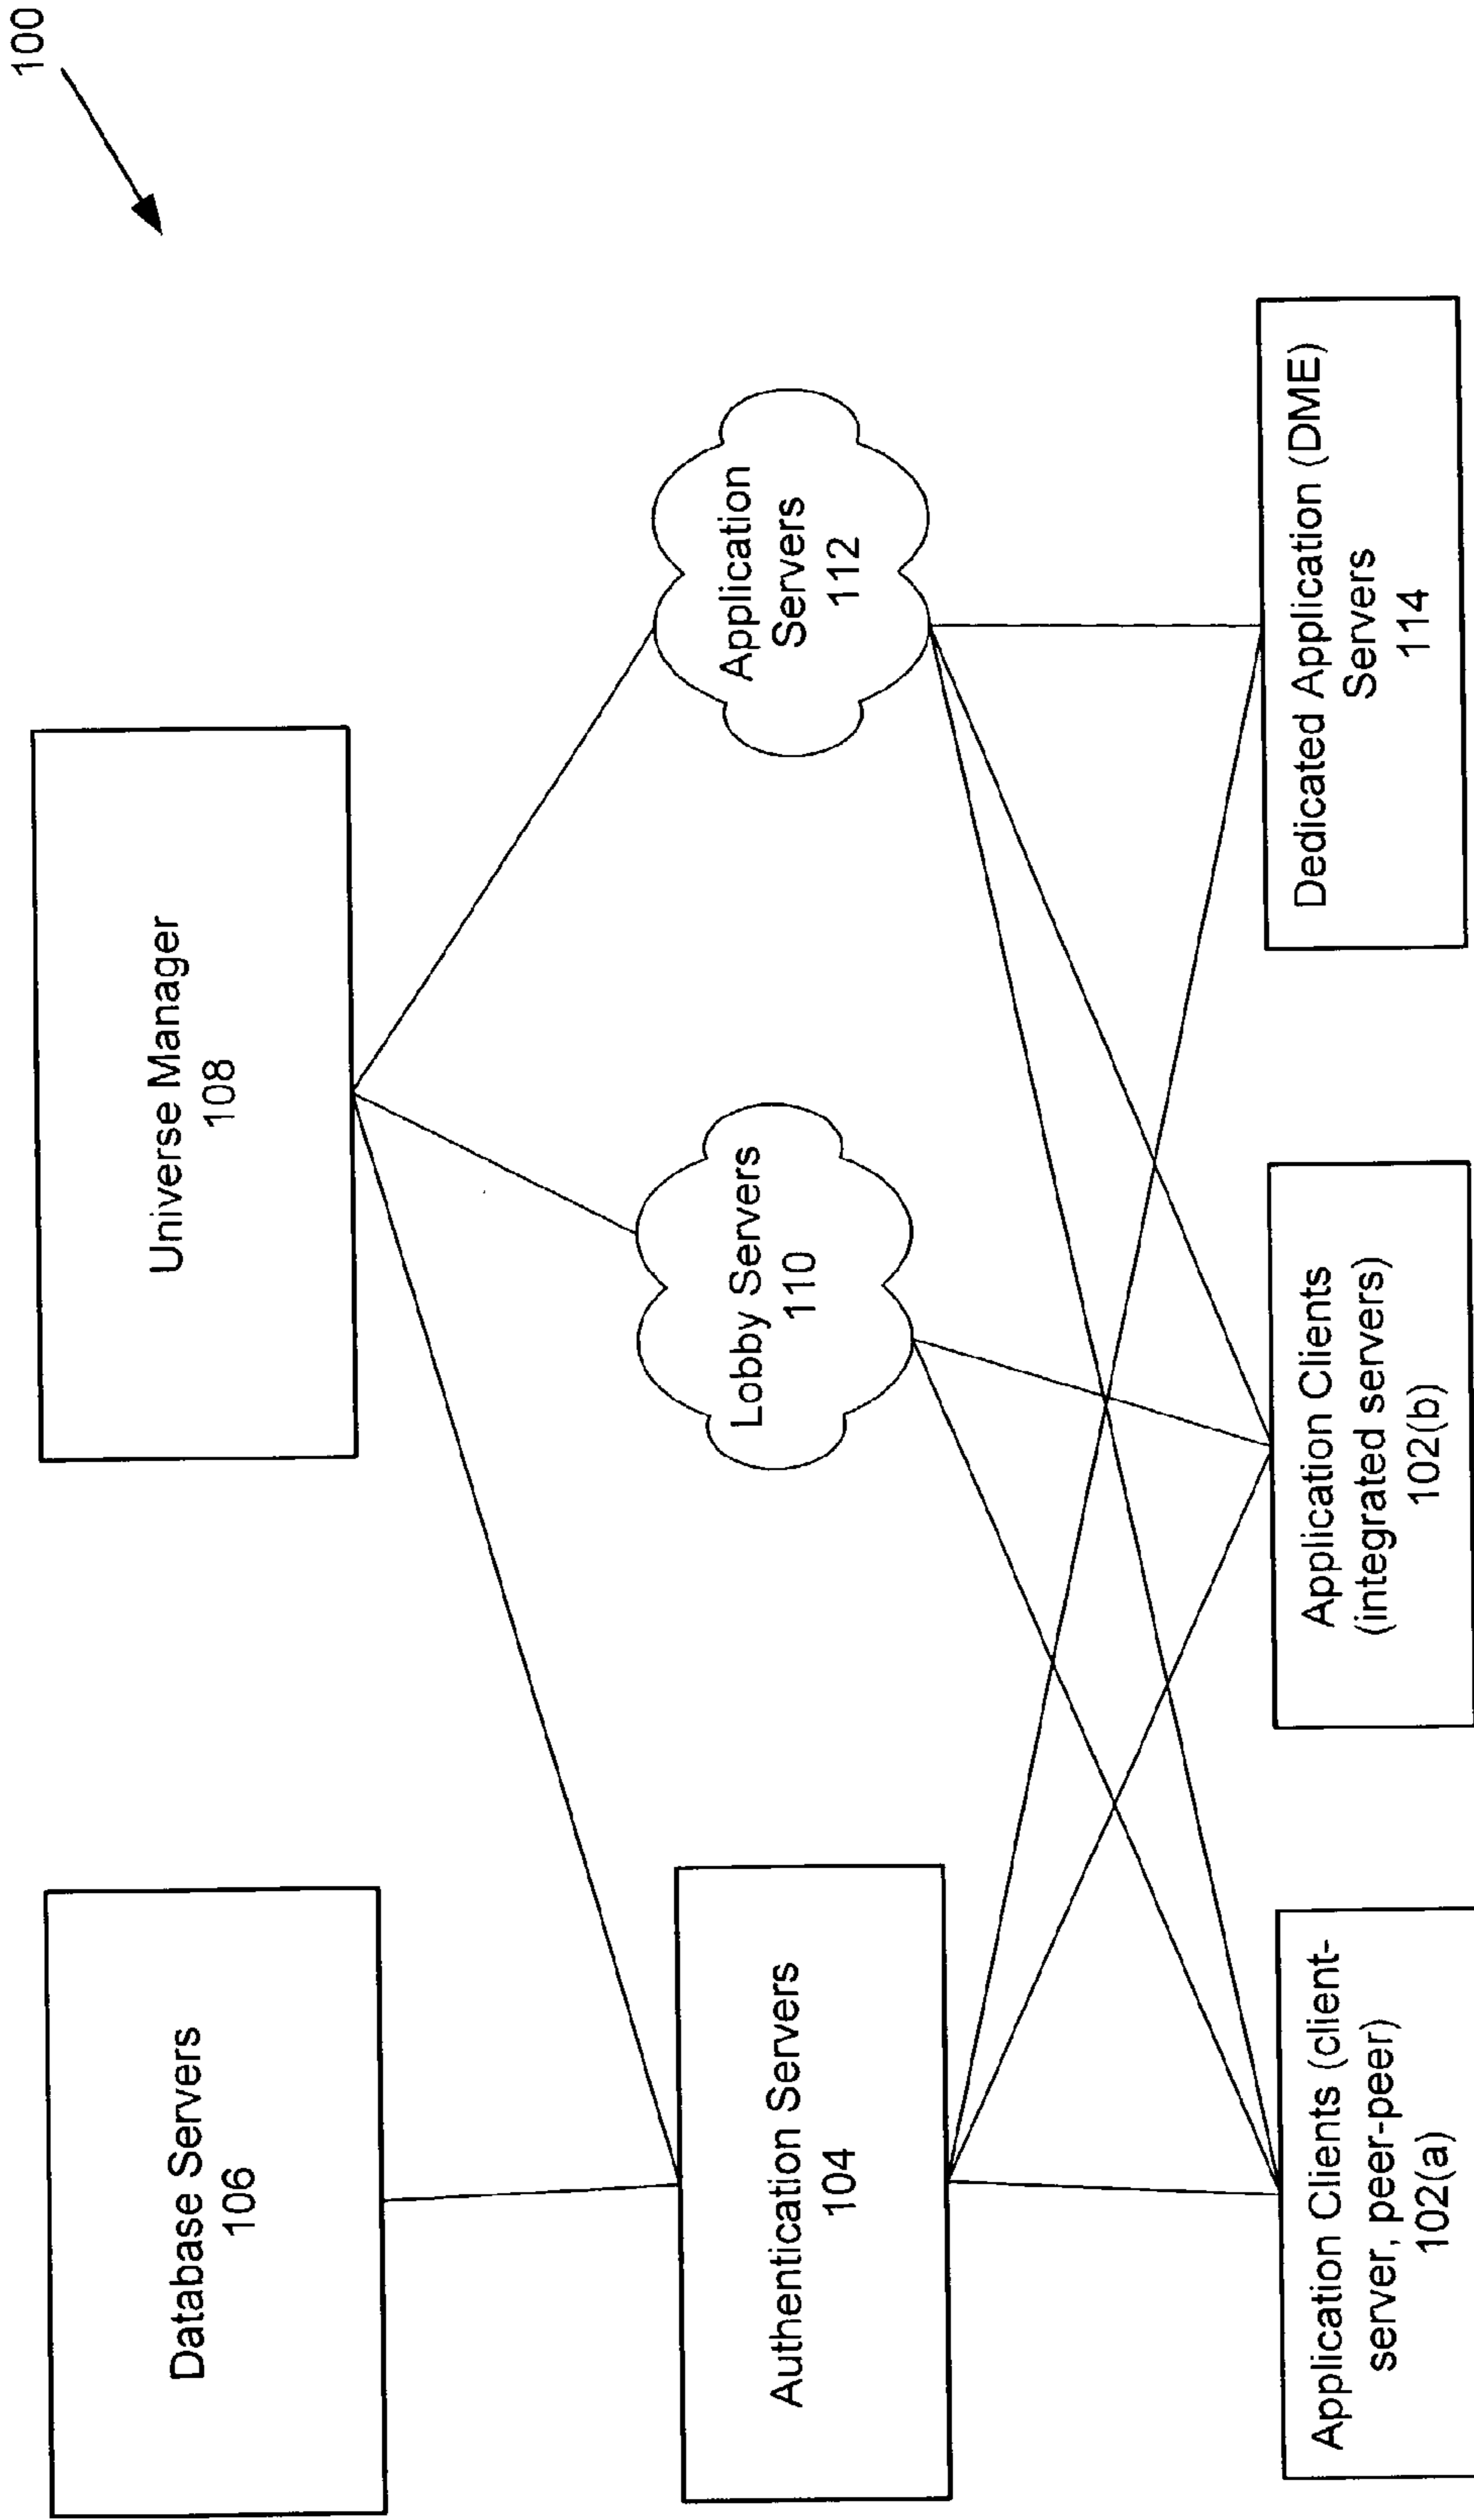 100
Database Servers
106
Universe Manager
108
Authentication Servers
104
Lobby Servers
110
Application
Servers
112
Application Clients (client-
server, peer-peer)
102(a)
Application Clients
(integrated servers)
102(b)
Dedicated Application (DME)
Servers
114